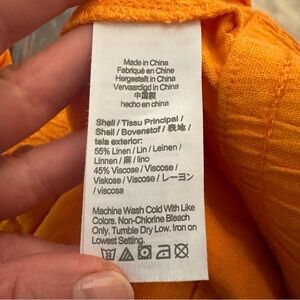 Made in China
Fabriqué en Chine
Hergestellt in China
Vervaardigd in China
中国製
hecho en china
Shell / Tissu Principal /
Shell / Bovenstof / 表地 /
tela exterior:
55% Linen / Lin / Leinen /
Linnen / 麻 / lino
45% Viscose / Viscose /
Viskose / Viscose / レーヨン
/ viscosa
Machine Wash Cold With Like
Colors. Non-Chlorine Bleach
Only. Tumble Dry Low. Iron on
Lowest Setting.